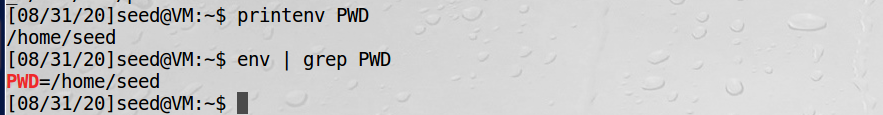 [08/31/20]seed@VM:~$ printenv PWD
/home/seed
[08/31/20]seed@VM:~$ env | grep PWD
PWD=/home/seed
[08/31/20]seed@VM:~$